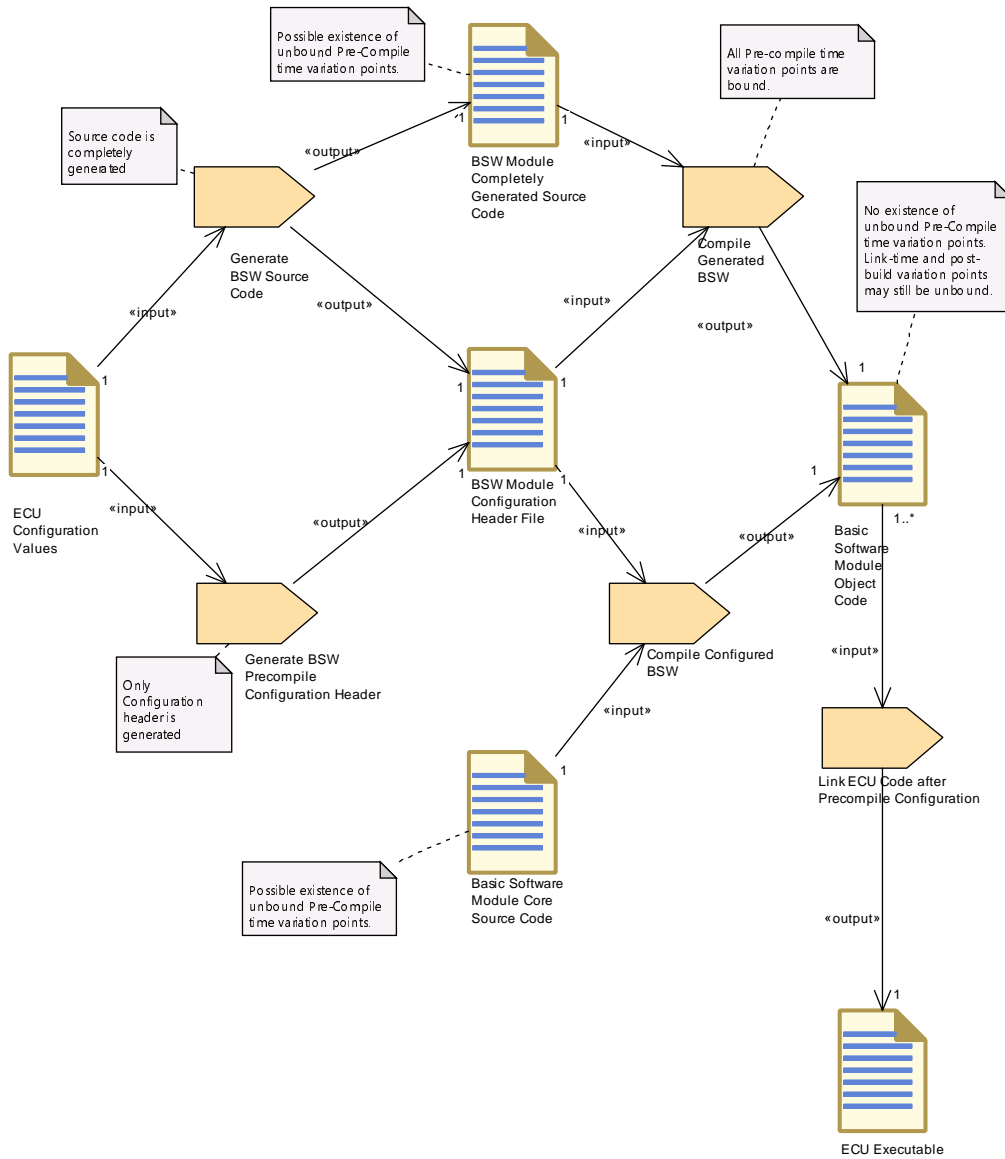 Possible existence of
unbound Pre-Compile
time variation points.
All Pre-compile time
variation points are
bound.
Source code is
completely
generated
«output»
1
1
«input»
BSW Module
Completely
Generated Source
Code
No existence of
unbound Pre-Compile
time variation points.
Link-time and post-
build variation points
may still be unbound.
Generate
BSW Source
Code
Compile
Generated
BSW
«input»
«output»
«input»
«output»
1
1
1
1
1
1
1
1
BSW Module
Configuration
Header File
ECU
Configuration
Values
«input»
«output»
«input»
«output»
1..*
Basic
Software
Module
Object
Code
Generate BSW
Precompile
Configuration Header
Compile Configured
BSW
«input»
Only
Configuration
header is
generated
«input»
1
Link ECU Code after
Precompile Configuration
Possible existence of
unbound Pre-Compile
time variation points.
Basic Software
Module Core
Source Code
«output»
1
ECU Executable